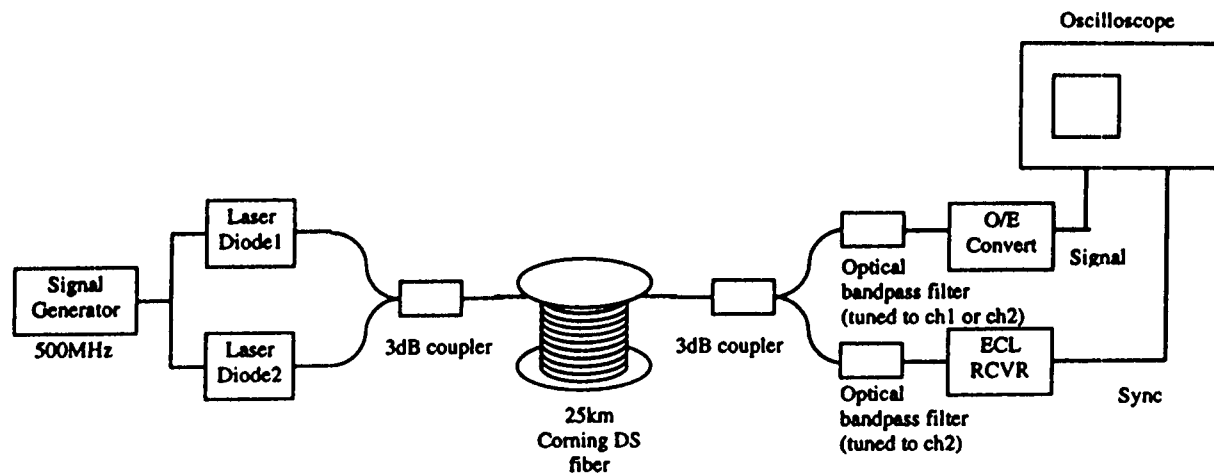 Oscilloscope
Laser
Diode1
Signal
Generator
500MHz
Laser
Diode2
3dB coupler
25km
Corning DS
fiber
3dB coupler
O/E
Convert
Signal
Optical
bandpass filter
(tuned to ch1 or ch2)
ECL
RCVR
Sync
Optical
bandpass filter
(tuned to ch2)